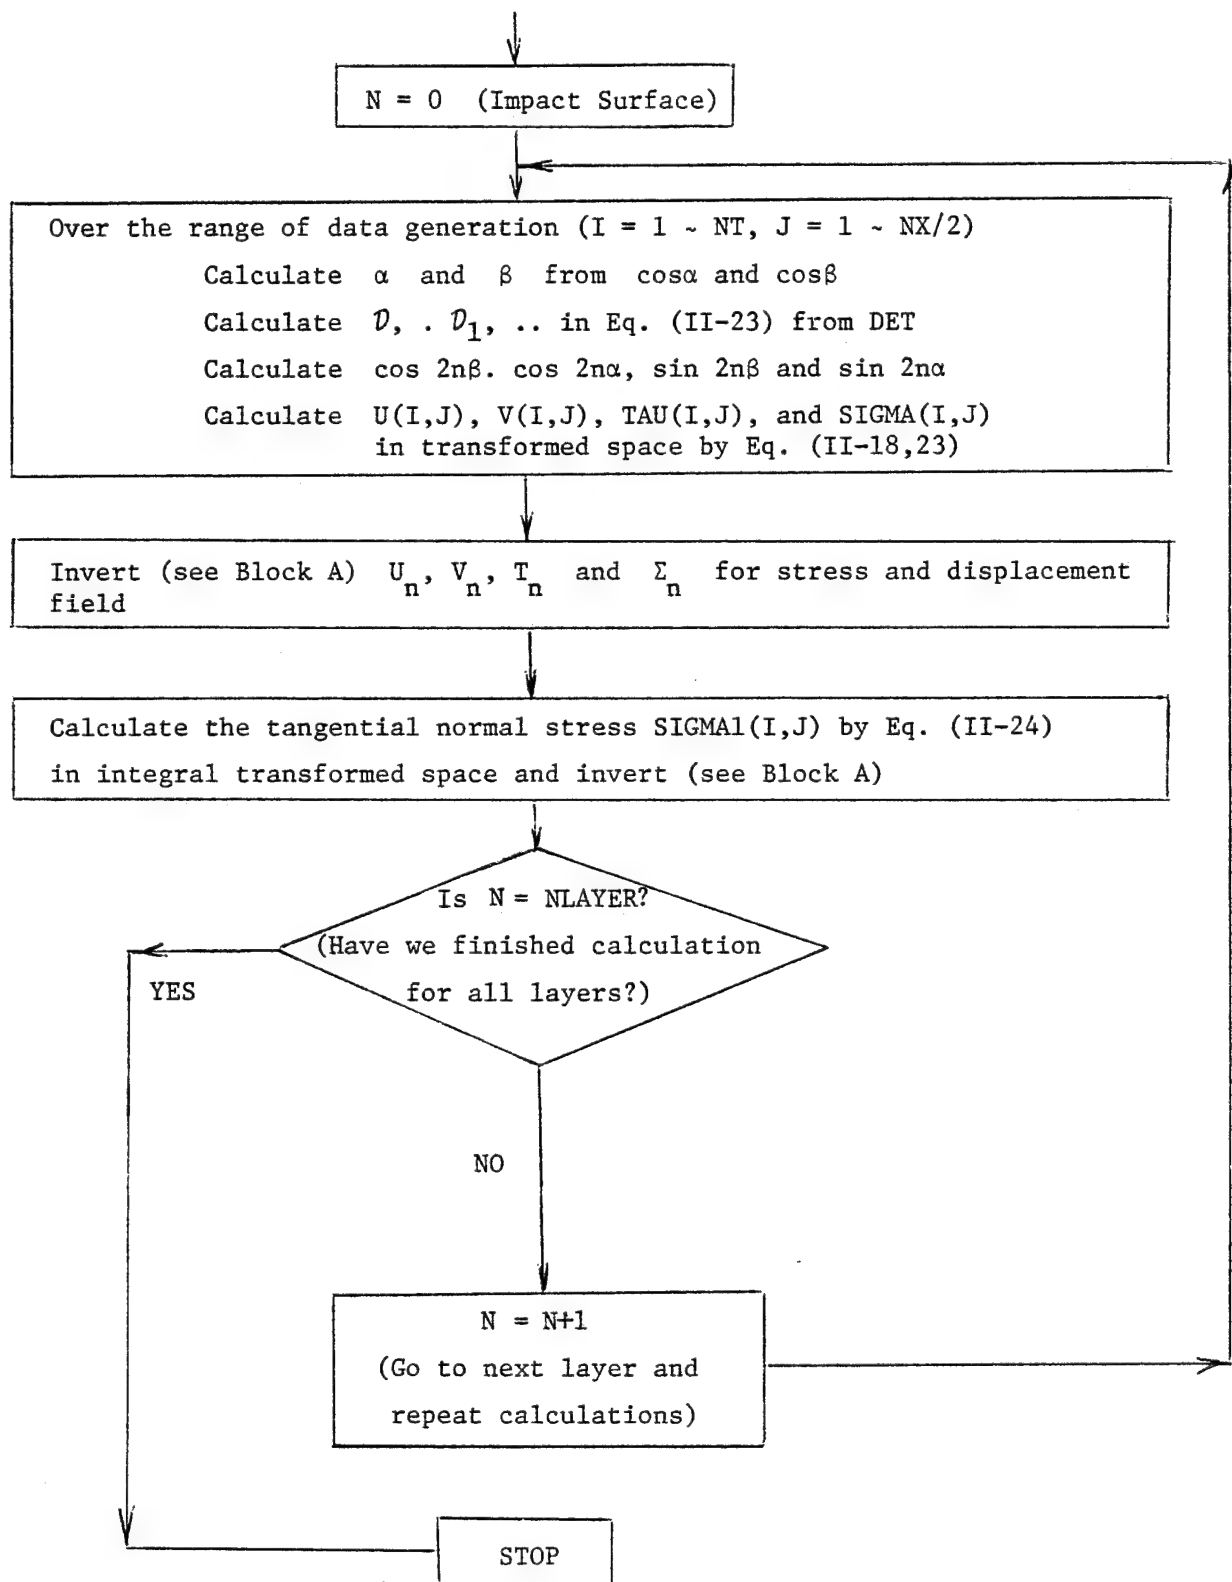 N = 0 (Impact Surface)
Over the range of data generation (I = 1 ~ NT, J = 1 ~ NX/2)
Calculate α and β from cosα and cosβ
Calculate 𝒟, . 𝒟₁, .. in Eq. (II-23) from DET
Calculate cos 2nβ. cos 2nα, sin 2nβ and sin 2nα
Calculate U(I,J), V(I,J), TAU(I,J), and SIGMA(I,J)
in transformed space by Eq. (II-18,23)
Invert (see Block A) Uₙ, Vₙ, Tₙ and Σₙ for stress and displacement
field
Calculate the tangential normal stress SIGMA1(I,J) by Eq. (II-24)
in integral transformed space and invert (see Block A)
Is N = NLAYER?
(Have we finished calculation
for all layers?)
YES
NO
N = N+1
(Go to next layer and
repeat calculations)
STOP